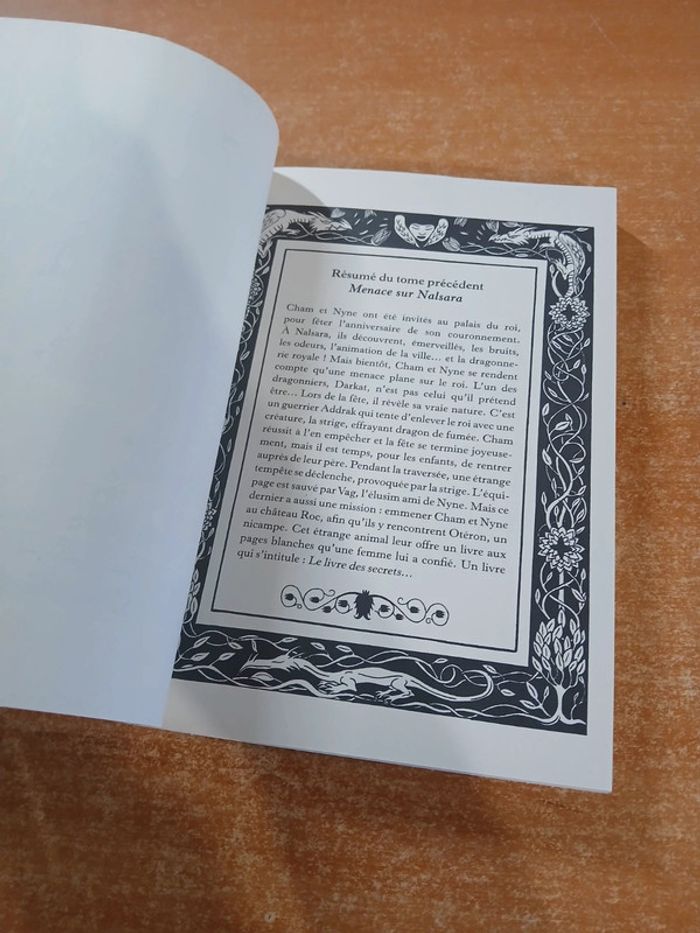 Résumé du tome précédent
Menace sur Nalsara
Cham et Nyne ont été invités au palais du roi,
pour fêter l'anniversaire de son couronnement.
À Nalsara, ils découvrent, émerveillés, les bruits,
les odeurs, l'animation de la ville… et la dragonne-
rie royale ! Mais bientôt, Cham et Nyne se rendent
compte qu'une menace plane sur le roi. L'un des
dragonniers, Darkat, n'est pas celui qu'il prétend
être… Lors de la fête, il révèle sa vraie nature. C'est
un guerrier Addrak qui tente d'enlever le roi avec une
créature, la strige, effrayant dragon de fumée. Cham
réussit à l'en empêcher et la fête se termine joyeuse-
ment, mais il est temps, pour les enfants, de rentrer
auprès de leur père. Pendant la traversée, une étrange
tempête se déclenche, provoquée par la strige. L'équi-
page est sauvé par Vag, l'élusim ami de Nyne. Mais ce
dernier a aussi une mission : emmener Cham et Nyne
au château Roc, afin qu'ils y rencontrent Otéron, un
nicampe. Cet étrange animal leur offre un livre aux
pages blanches qu'une femme lui a confié. Un livre
qui s'intitule : Le livre des secrets…